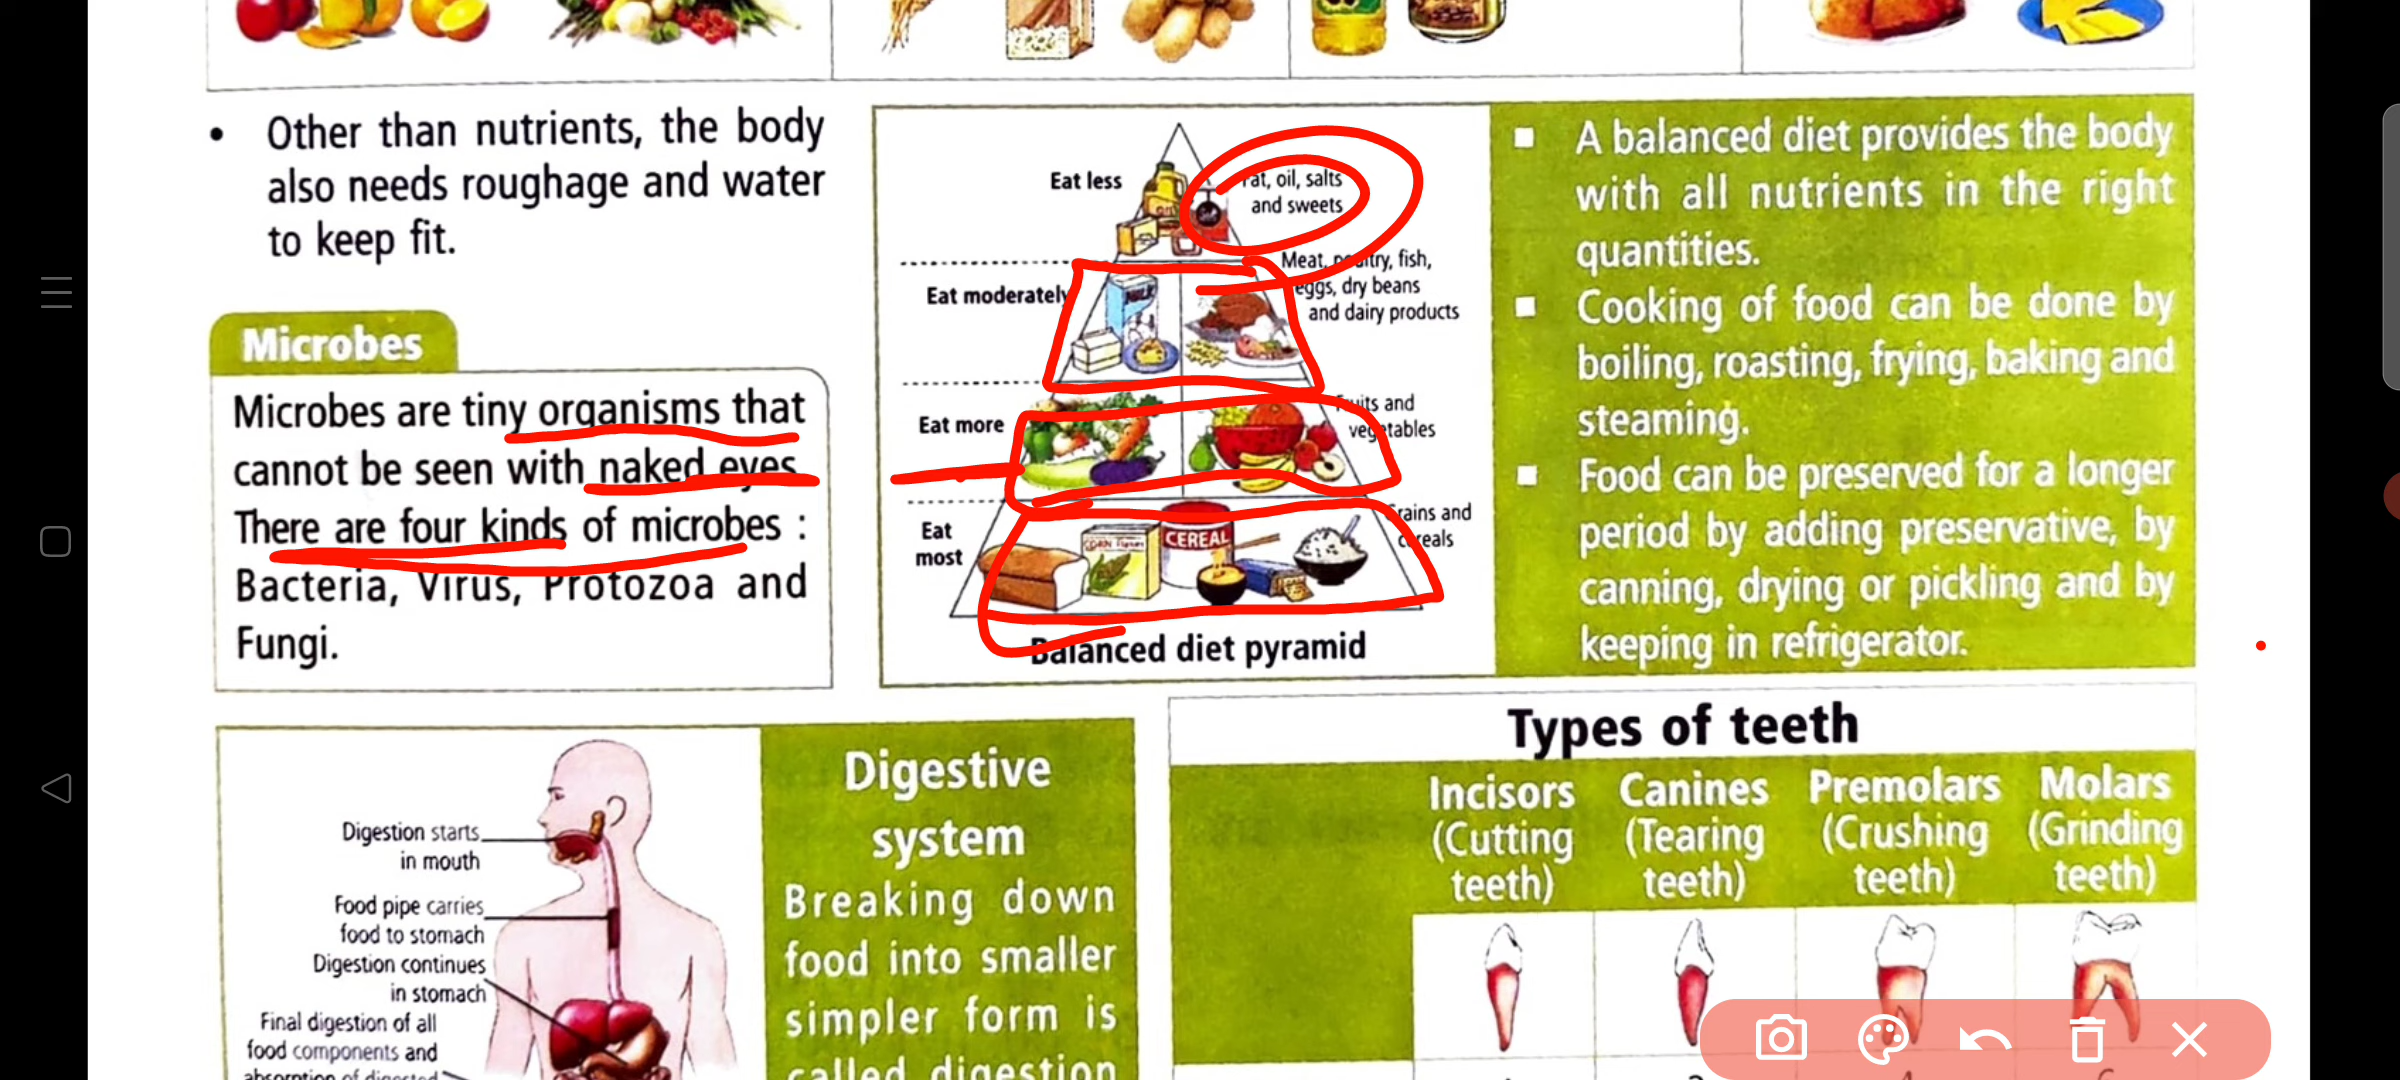 • Other than nutrients, the body
also needs roughage and water
to keep fit.
Microbes
Microbes are tiny organisms that
cannot be seen with naked eyes
There are four kinds of microbes :
Bacteria, Virus, Protozoa and
Fungi.
Eat less
oil, salts
and sweets
Eat moderately
Meat, poultry, fish,
eggs, dry beans
and dairy products
Eat more
and
vegetables
Eat
most
and
MILK
CORN
CEREAL
Balanced diet pyramid
▪ A balanced diet provides the body
with all nutrients in the right
quantities.
▪ Cooking of food can be done by
boiling, roasting, frying, baking and
steaming.
▪ Food can be preserved for a longer
period by adding preservative, by
canning, drying or pickling and by
keeping in refrigerator.
Digestion starts
in mouth
Food pipe carries
food to stomach
Digestion continues
in stomach
Final digestion of all
food components and
absorption of digested
Digestive
system
Breaking down
food into smaller
simpler form is
called digestion
Types of teeth
Incisors
(Cutting
teeth)
Canines
(Tearing
teeth)
Premolars
(Crushing
teeth)
Molars
(Grinding
teeth)